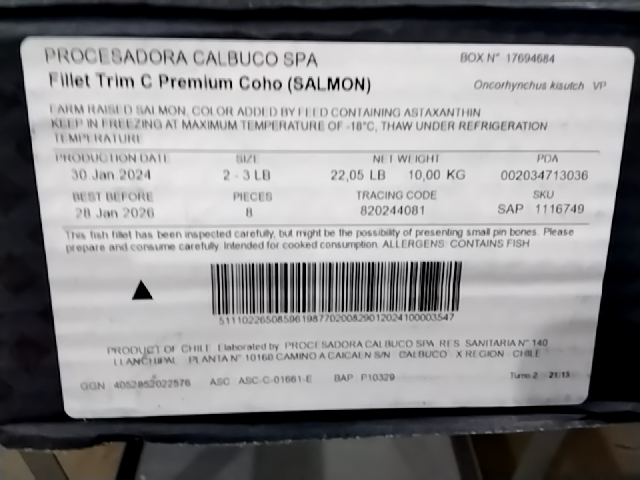 PROCESADORA CALBUCO SPA BOX N° 17694684
Fillet Trim C Premium Coho (SALMON) Oncorhynchus kisutch VP
FARM RAISED SALMON, COLOR ADDED BY FEED CONTAINING ASTAXANTHIN
KEEP IN FREEZING AT MAXIMUM TEMPERATURE OF -18°C, THAW UNDER REFRIGERATION
TEMPERATURE
PRODUCTION DATE SIZE NET WEIGHT PDA
30 Jan 2024 2 - 3 LB 22,05 LB 10,00 KG 002034713036
BEST BEFORE PIECES TRACING CODE SKU
28 Jan 2026 8 820244081 SAP 1116749
This fish fillet has been inspected carefully, but might be the possibility of presenting small pin bones. Please
prepare and consume carefully. Intended for cooked consumption. ALLERGENS: CONTAINS FISH
51110226508596198770200829012024100003547
PRODUCT OF CHILE Elaborated by PROCESADORA CALBUCO SPA RES. SANITARIA N° 140
LLANCHIPAL PLANTA N° 10160 CAMINO A CAICAEN S/N CALBUCO X REGION - CHILE
GGN 4052852022576 ASC ASC-C-01661-E BAP P10329 Turno 2 21:13